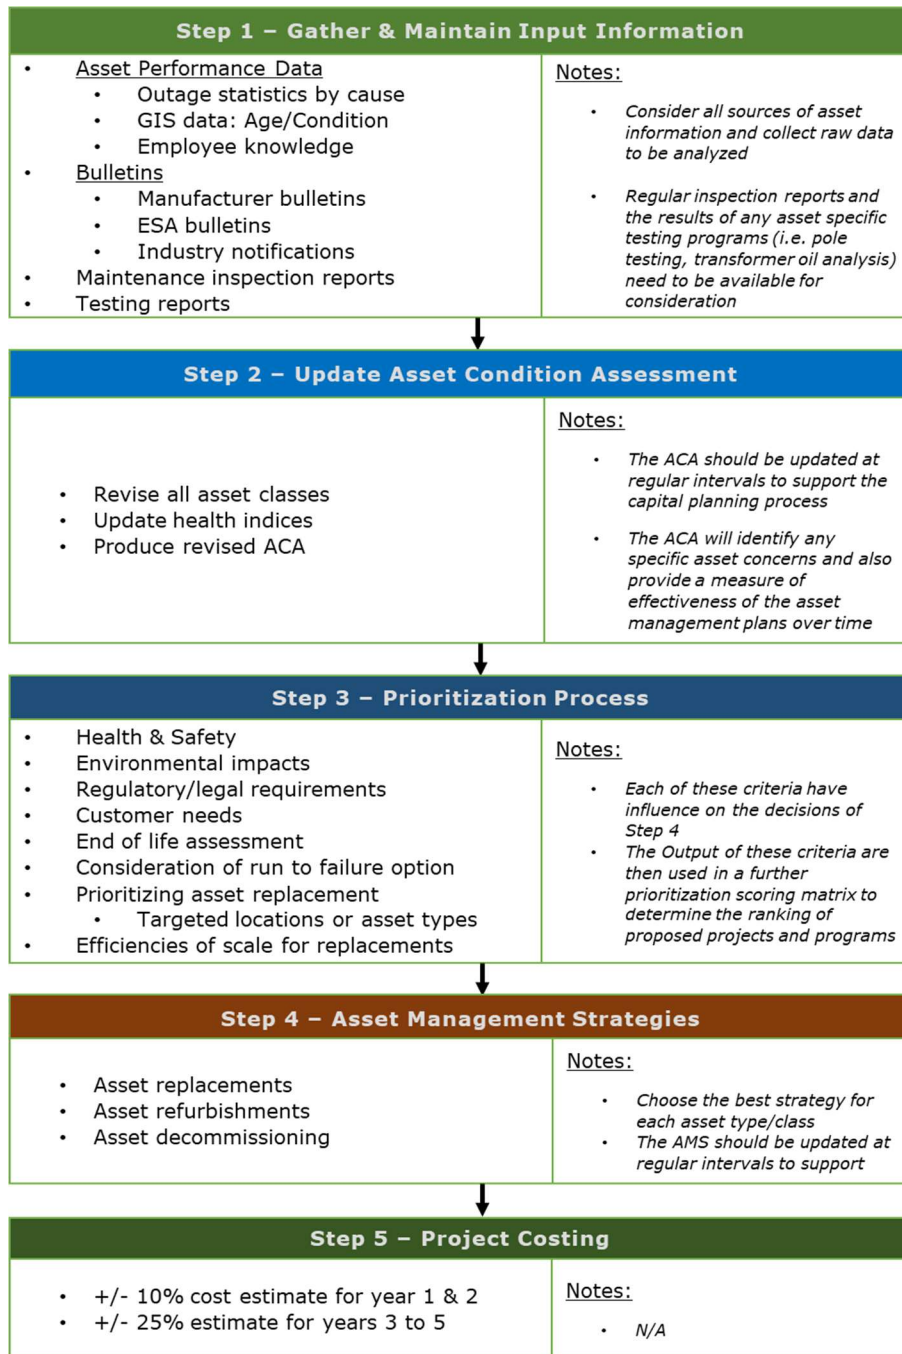 Step 1 – Gather & Maintain Input Information
• Asset Performance Data
• Outage statistics by cause
• GIS data: Age/Condition
• Employee knowledge
• Bulletins
• Manufacturer bulletins
• ESA bulletins
• Industry notifications
• Maintenance inspection reports
• Testing reports
Notes:
• Consider all sources of asset
information and collect raw data
to be analyzed
• Regular inspection reports and
the results of any asset specific
testing programs (i.e. pole
testing, transformer oil analysis)
need to be available for
consideration
Step 2 – Update Asset Condition Assessment
• Revise all asset classes
• Update health indices
• Produce revised ACA
Notes:
• The ACA should be updated at
regular intervals to support the
capital planning process
• The ACA will identify any
specific asset concerns and also
provide a measure of
effectiveness of the asset
management plans over time
Step 3 – Prioritization Process
• Health & Safety
• Environmental impacts
• Regulatory/legal requirements
• Customer needs
• End of life assessment
• Consideration of run to failure option
• Prioritizing asset replacement
• Targeted locations or asset types
• Efficiencies of scale for replacements
Notes:
• Each of these criteria have
influence on the decisions of
Step 4
• The Output of these criteria are
then used in a further
prioritization scoring matrix to
determine the ranking of
proposed projects and programs
Step 4 – Asset Management Strategies
• Asset replacements
• Asset refurbishments
• Asset decommissioning
Notes:
• Choose the best strategy for
each asset type/class
• The AMS should be updated at
regular intervals to support
Step 5 – Project Costing
• +/- 10% cost estimate for year 1 & 2
• +/- 25% estimate for years 3 to 5
Notes:
• N/A